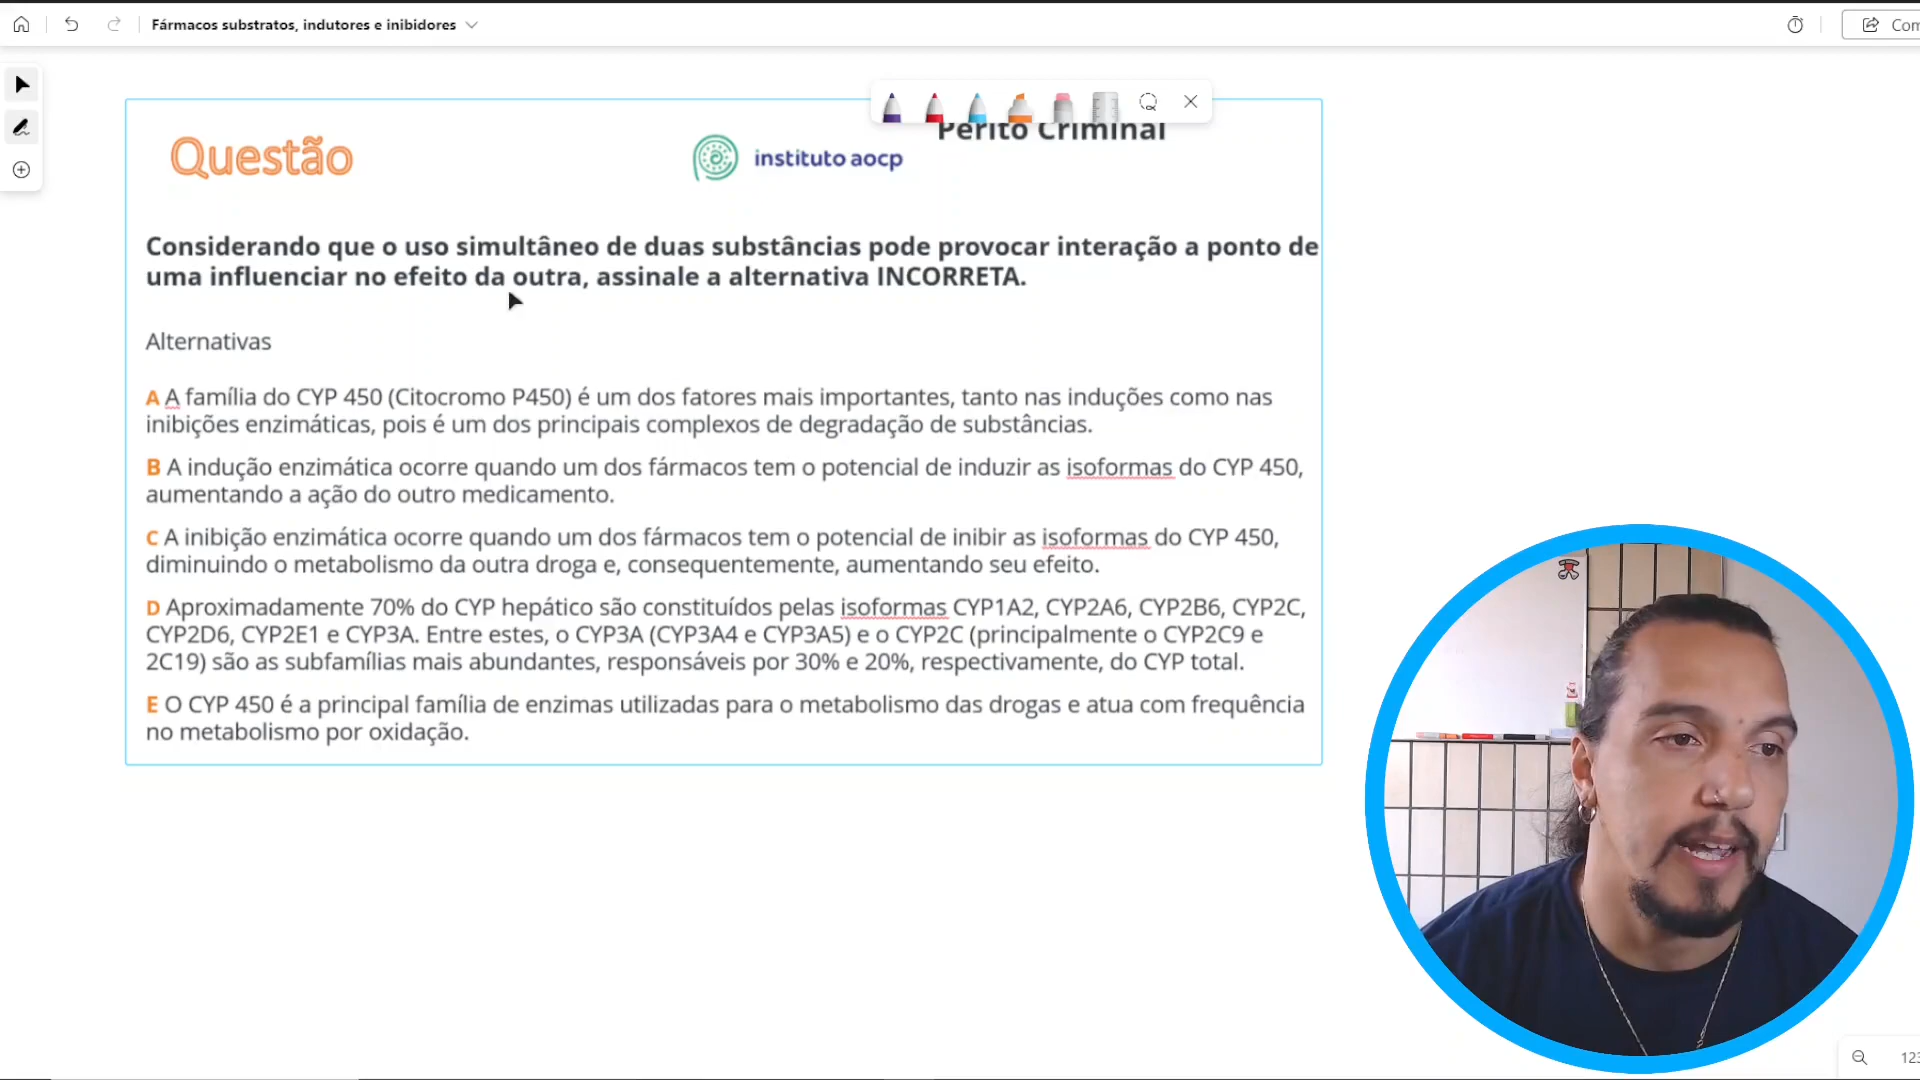 Fármacos substratos, indutores e inibidores
Com
Perito Criminal
Questão
instituto aocp
Considerando que o uso simultâneo de duas substâncias pode provocar interação a ponto de
uma influenciar no efeito da outra, assinale a alternativa INCORRETA.
Alternativas
A A família do CYP 450 (Citocromo P450) é um dos fatores mais importantes, tanto nas induções como nas
inibições enzimáticas, pois é um dos principais complexos de degradação de substâncias.
B A indução enzimática ocorre quando um dos fármacos tem o potencial de induzir as isoformas do CYP 450,
aumentando a ação do outro medicamento.
C A inibição enzimática ocorre quando um dos fármacos tem o potencial de inibir as isoformas do CYP 450,
diminuindo o metabolismo da outra droga e, consequentemente, aumentando seu efeito.
D Aproximadamente 70% do CYP hepático são constituídos pelas isoformas CYP1A2, CYP2A6, CYP2B6, CYP2C,
CYP2D6, CYP2E1 e CYP3A. Entre estes, o CYP3A (CYP3A4 e CYP3A5) e o CYP2C (principalmente o CYP2C9 e
2C19) são as subfamílias mais abundantes, responsáveis por 30% e 20%, respectivamente, do CYP total.
E O CYP 450 é a principal família de enzimas utilizadas para o metabolismo das drogas e atua com frequência
no metabolismo por oxidação.
123